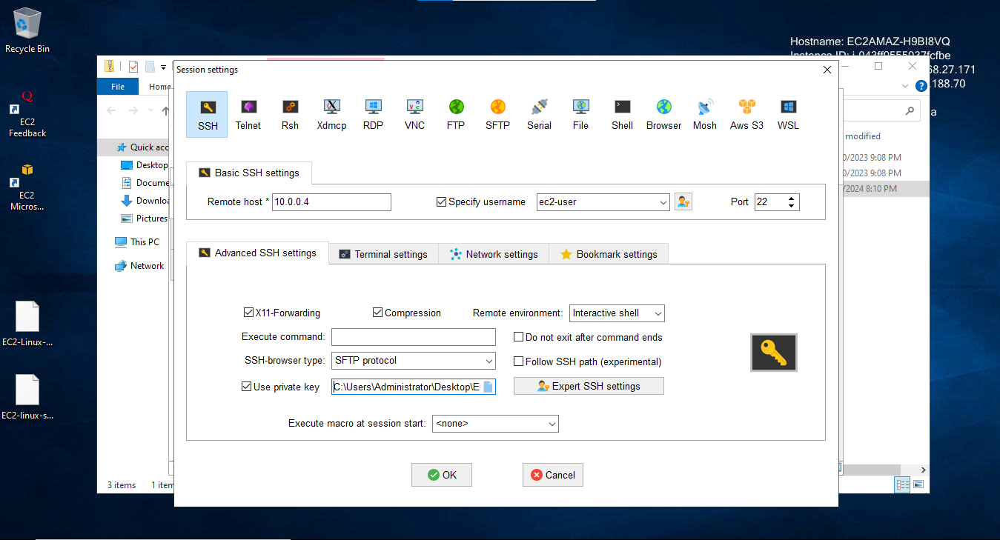 Recycle Bin
EC2
Feedback
EC2
Micros...
EC2-Linux-...
EC2-linux-s...
Hostname: EC2AMAZ-H9BI8VQ
68.27.171
.188.70
a
File
Home
Quick acc
Desktop
Docume
Downloa
Pictures
This PC
Network
3 items
1 item
modified
0/2023 9:08 PM
0/2023 9:08 PM
/2024 8:10 PM
Session settings
SSH Telnet Rsh Xdmcp RDP VNC FTP SFTP Serial File Shell Browser Mosh Aws S3 WSL
Basic SSH settings
Remote host * 10.0.0.4 Specify username ec2-user Port 22
Advanced SSH settings Terminal settings Network settings Bookmark settings
X11-Forwarding Compression Remote environment: Interactive shell
Execute command: Do not exit after command ends
SSH-browser type: SFTP protocol Follow SSH path (experimental)
Use private key C:\Users\Administrator\Desktop\E Expert SSH settings
Execute macro at session start: <none>
OK Cancel